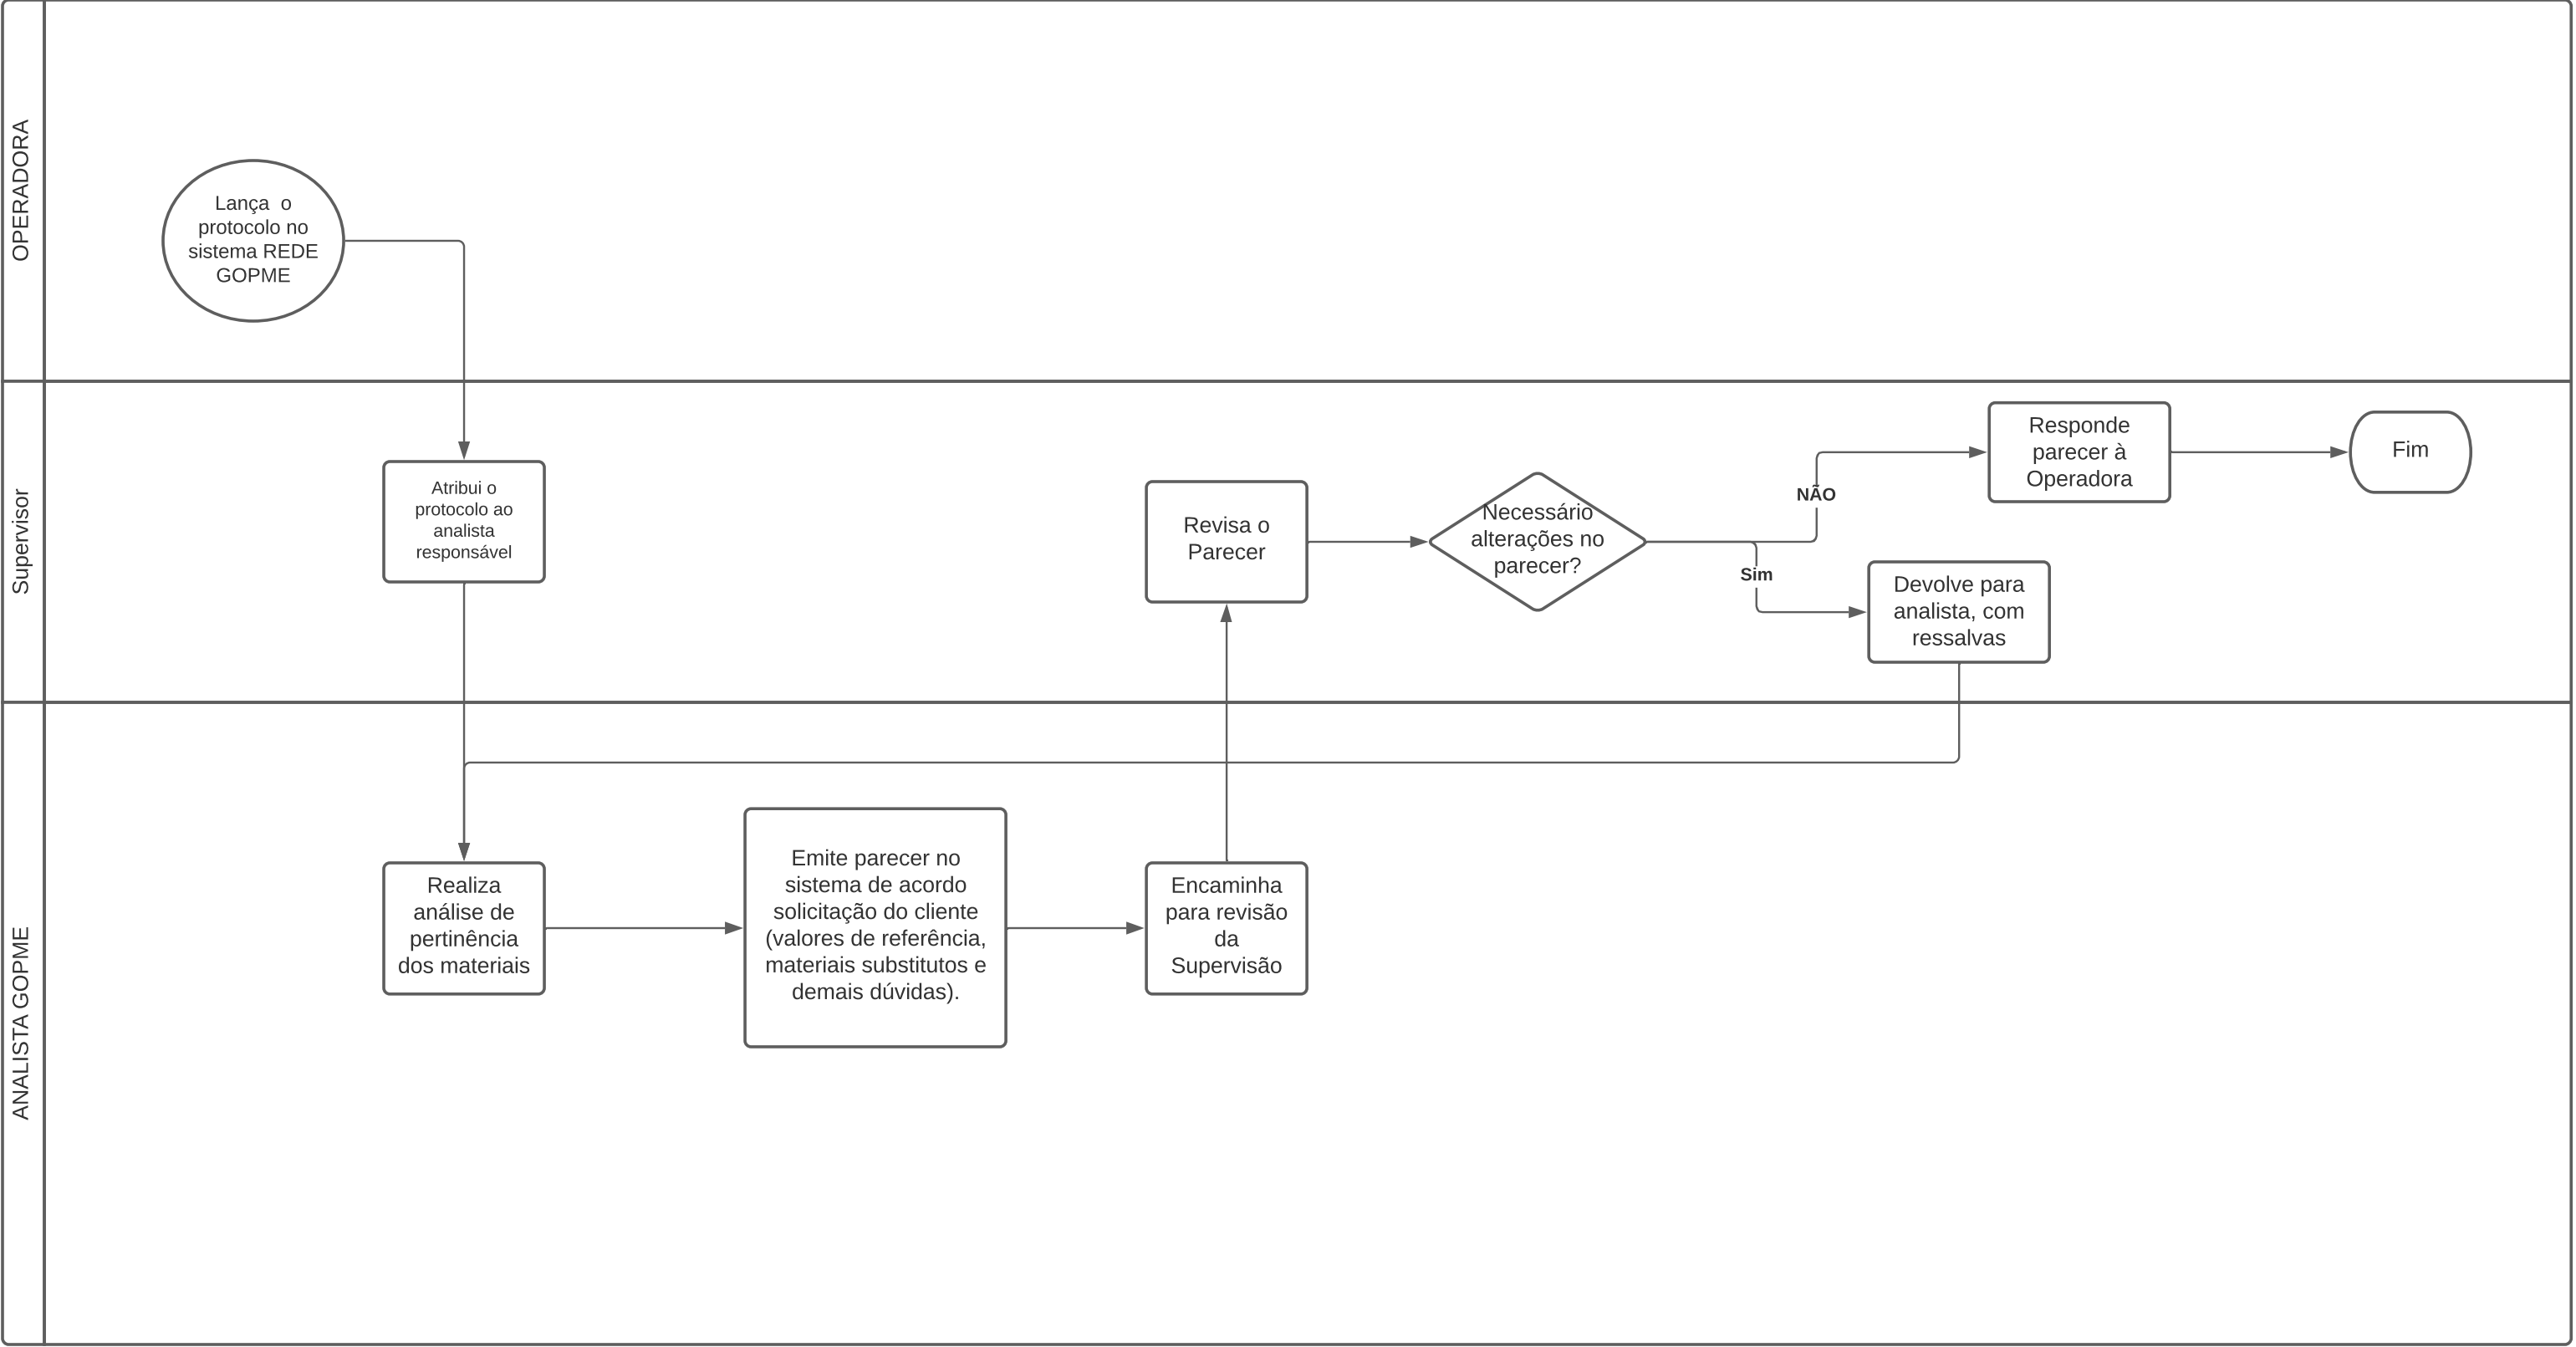 OPERADORA
Lança  o
protocolo no
sistema REDE
GOPME
Supervisor
Atribui o
protocolo ao
analista
responsável
Revisa o
Parecer
Necessário
alterações no
parecer?
NÃO
Sim
Responde
parecer à
Operadora
Fim
Devolve para
analista, com
ressalvas
ANALISTA GOPME
Realiza
análise de
pertinência
dos materiais
Emite parecer no
sistema de acordo
solicitação do cliente
(valores de referência,
materiais substitutos e
demais dúvidas).
Encaminha
para revisão
da
Supervisão